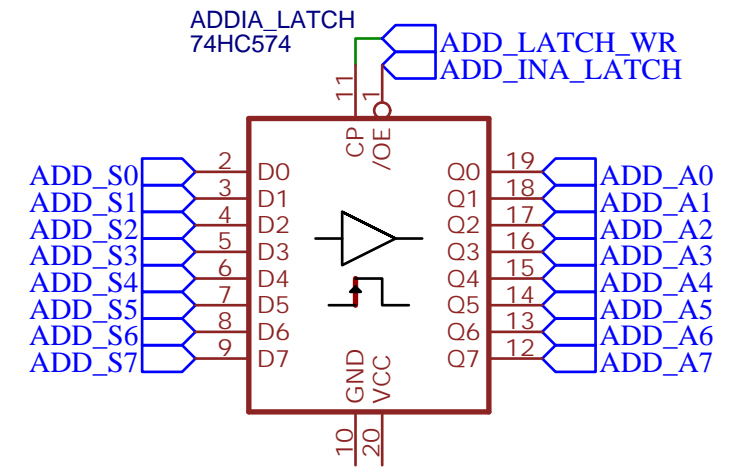 ADDIA_LATCH
74HC574
ADD_LATCH_WR
ADD_INA_LATCH
11 1
CP /OE
ADD_S0 2 D0 Q0 19 ADD_A0
ADD_S1 3 D1 Q1 18 ADD_A1
ADD_S2 4 D2 Q2 17 ADD_A2
ADD_S3 5 D3 Q3 16 ADD_A3
ADD_S4 6 D4 Q4 15 ADD_A4
ADD_S5 7 D5 Q5 14 ADD_A5
ADD_S6 8 D6 Q6 13 ADD_A6
ADD_S7 9 D7 Q7 12 ADD_A7
GND VCC
10 20